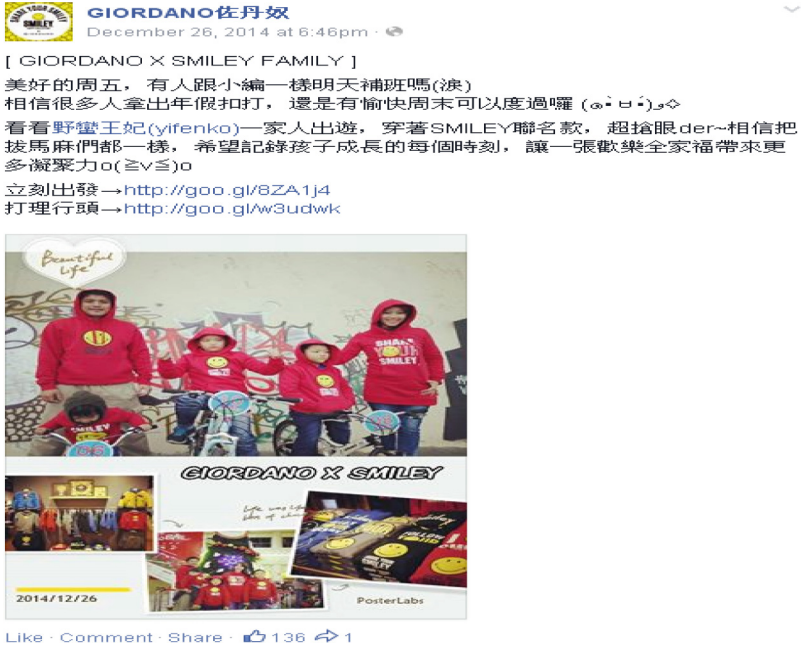 GIORDANO佐丹奴
December 26, 2014 at 6:46pm ·
[ GIORDANO X SMILEY FAMILY ]
美好的周五，有人跟小編一樣明天補班嗎(淚)
相信很多人拿出年假扣打，還是有愉快周末可以度過囉 (๑•̀ㅂ•́)و✧
看看野蠻王妃(yifenko)一家人出遊，穿著SMILEY聯名款，超搶眼der~相信把
拔馬麻們都一樣，希望記錄孩子成長的每個時刻，讓一張歡樂全家福帶來更
多凝聚力o(≧v≦)o
立刻出發→http://goo.gl/8ZA1j4
打理行頭→http://goo.gl/w3udwk
Beautiful
Life
SHARE
YOUR
SMILEY
SMILEY
GIORDANO X SMILEY
Life was like
FOLLOW
2014/12/26
PosterLabs
Like · Comment · Share · 136 1